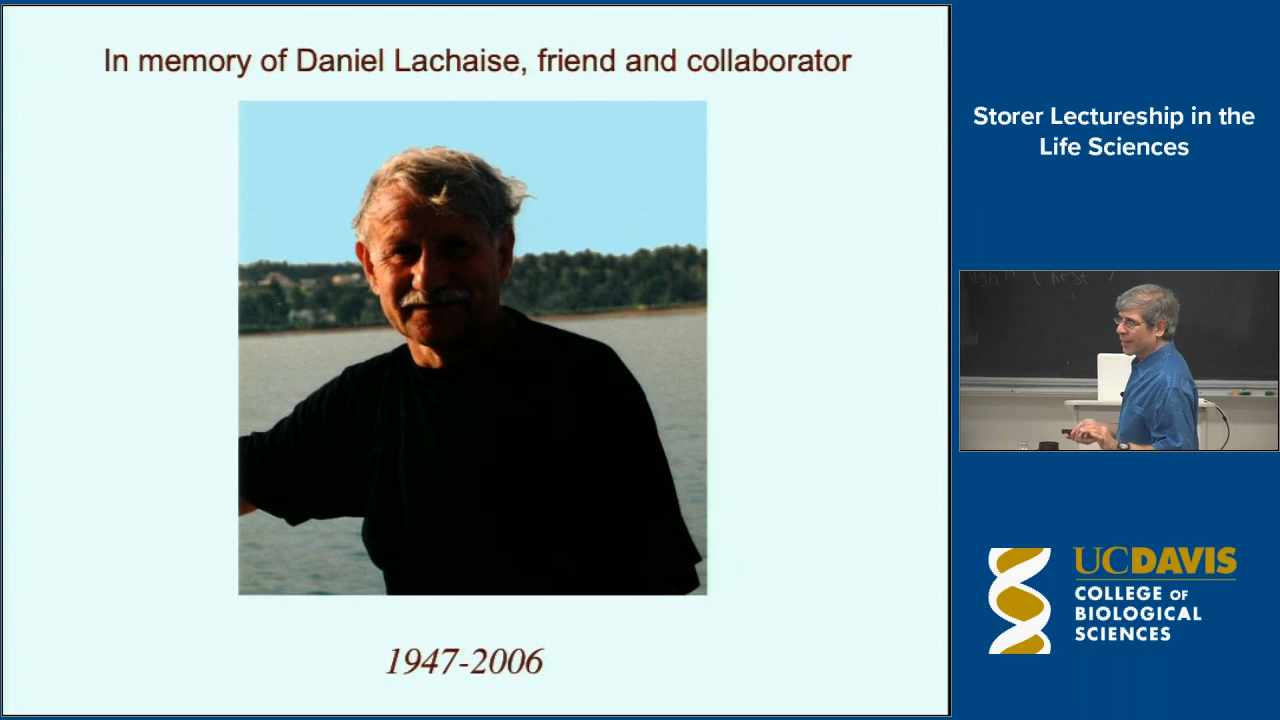 In memory of Daniel Lachaise, friend and collaborator
1947-2006
Storer Lectureship in the
Life Sciences
UCDAVIS
COLLEGE OF
BIOLOGICAL
SCIENCES